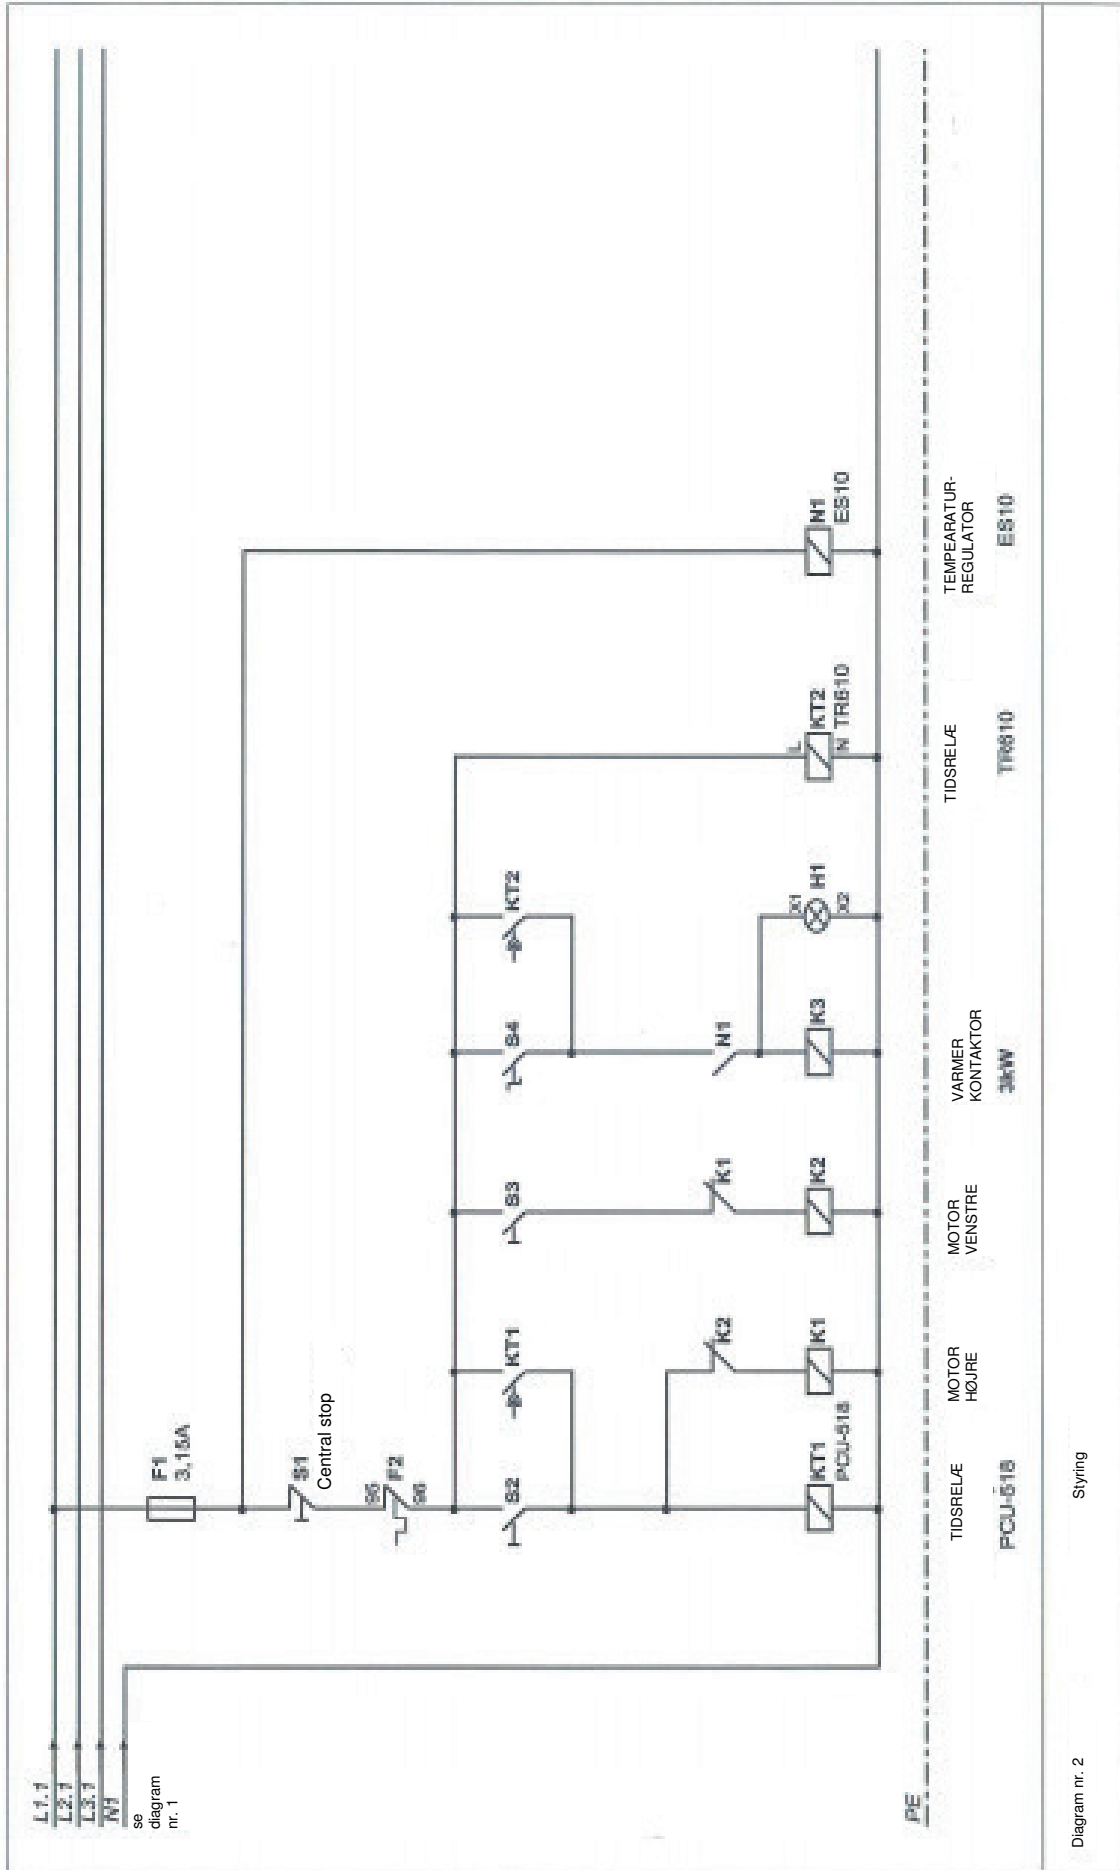 L1.1
L2.1
L3.1
N1
se
diagram
nr. 1
F1
3,15A
S1
Central stop
95
F2
96
S2
KT1
S3
S4
KT2
K2
K1
N1
KT1
PCU-518
K1
K2
K3
X1
H1
X2
L
KT2
N TR610
N1
ES10
PE
TIDSRELÆ
PCU-518
MOTOR
HØJRE
MOTOR
VENSTRE
VARMER
KONTAKTOR
3kW
TIDSRELÆ
TR610
TEMPEARATUR-
REGULATOR
ES10
Diagram nr. 2
Styring